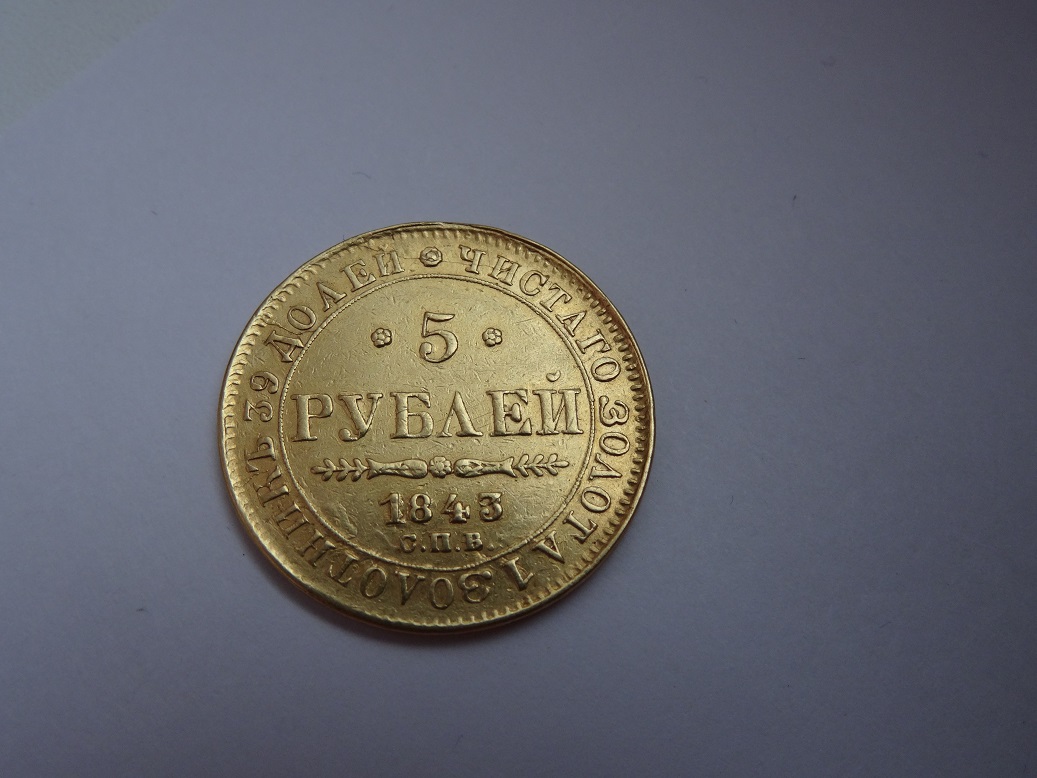 5
РУБЛЕЙ
1843
С.П.Б.
ЧИСТАГО ЗОЛОТА 1 ЗОЛОТНИКЪ 39 ДОЛЕЙ